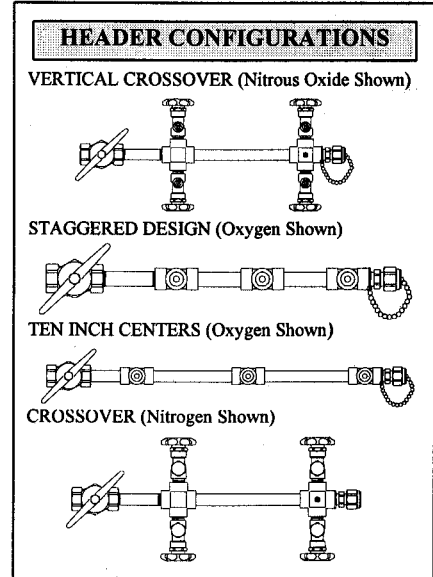 HEADER CONFIGURATIONS
VERTICAL CROSSOVER (Nitrous Oxide Shown)
STAGGERED DESIGN (Oxygen Shown)
TEN INCH CENTERS (Oxygen Shown)
CROSSOVER (Nitrogen Shown)